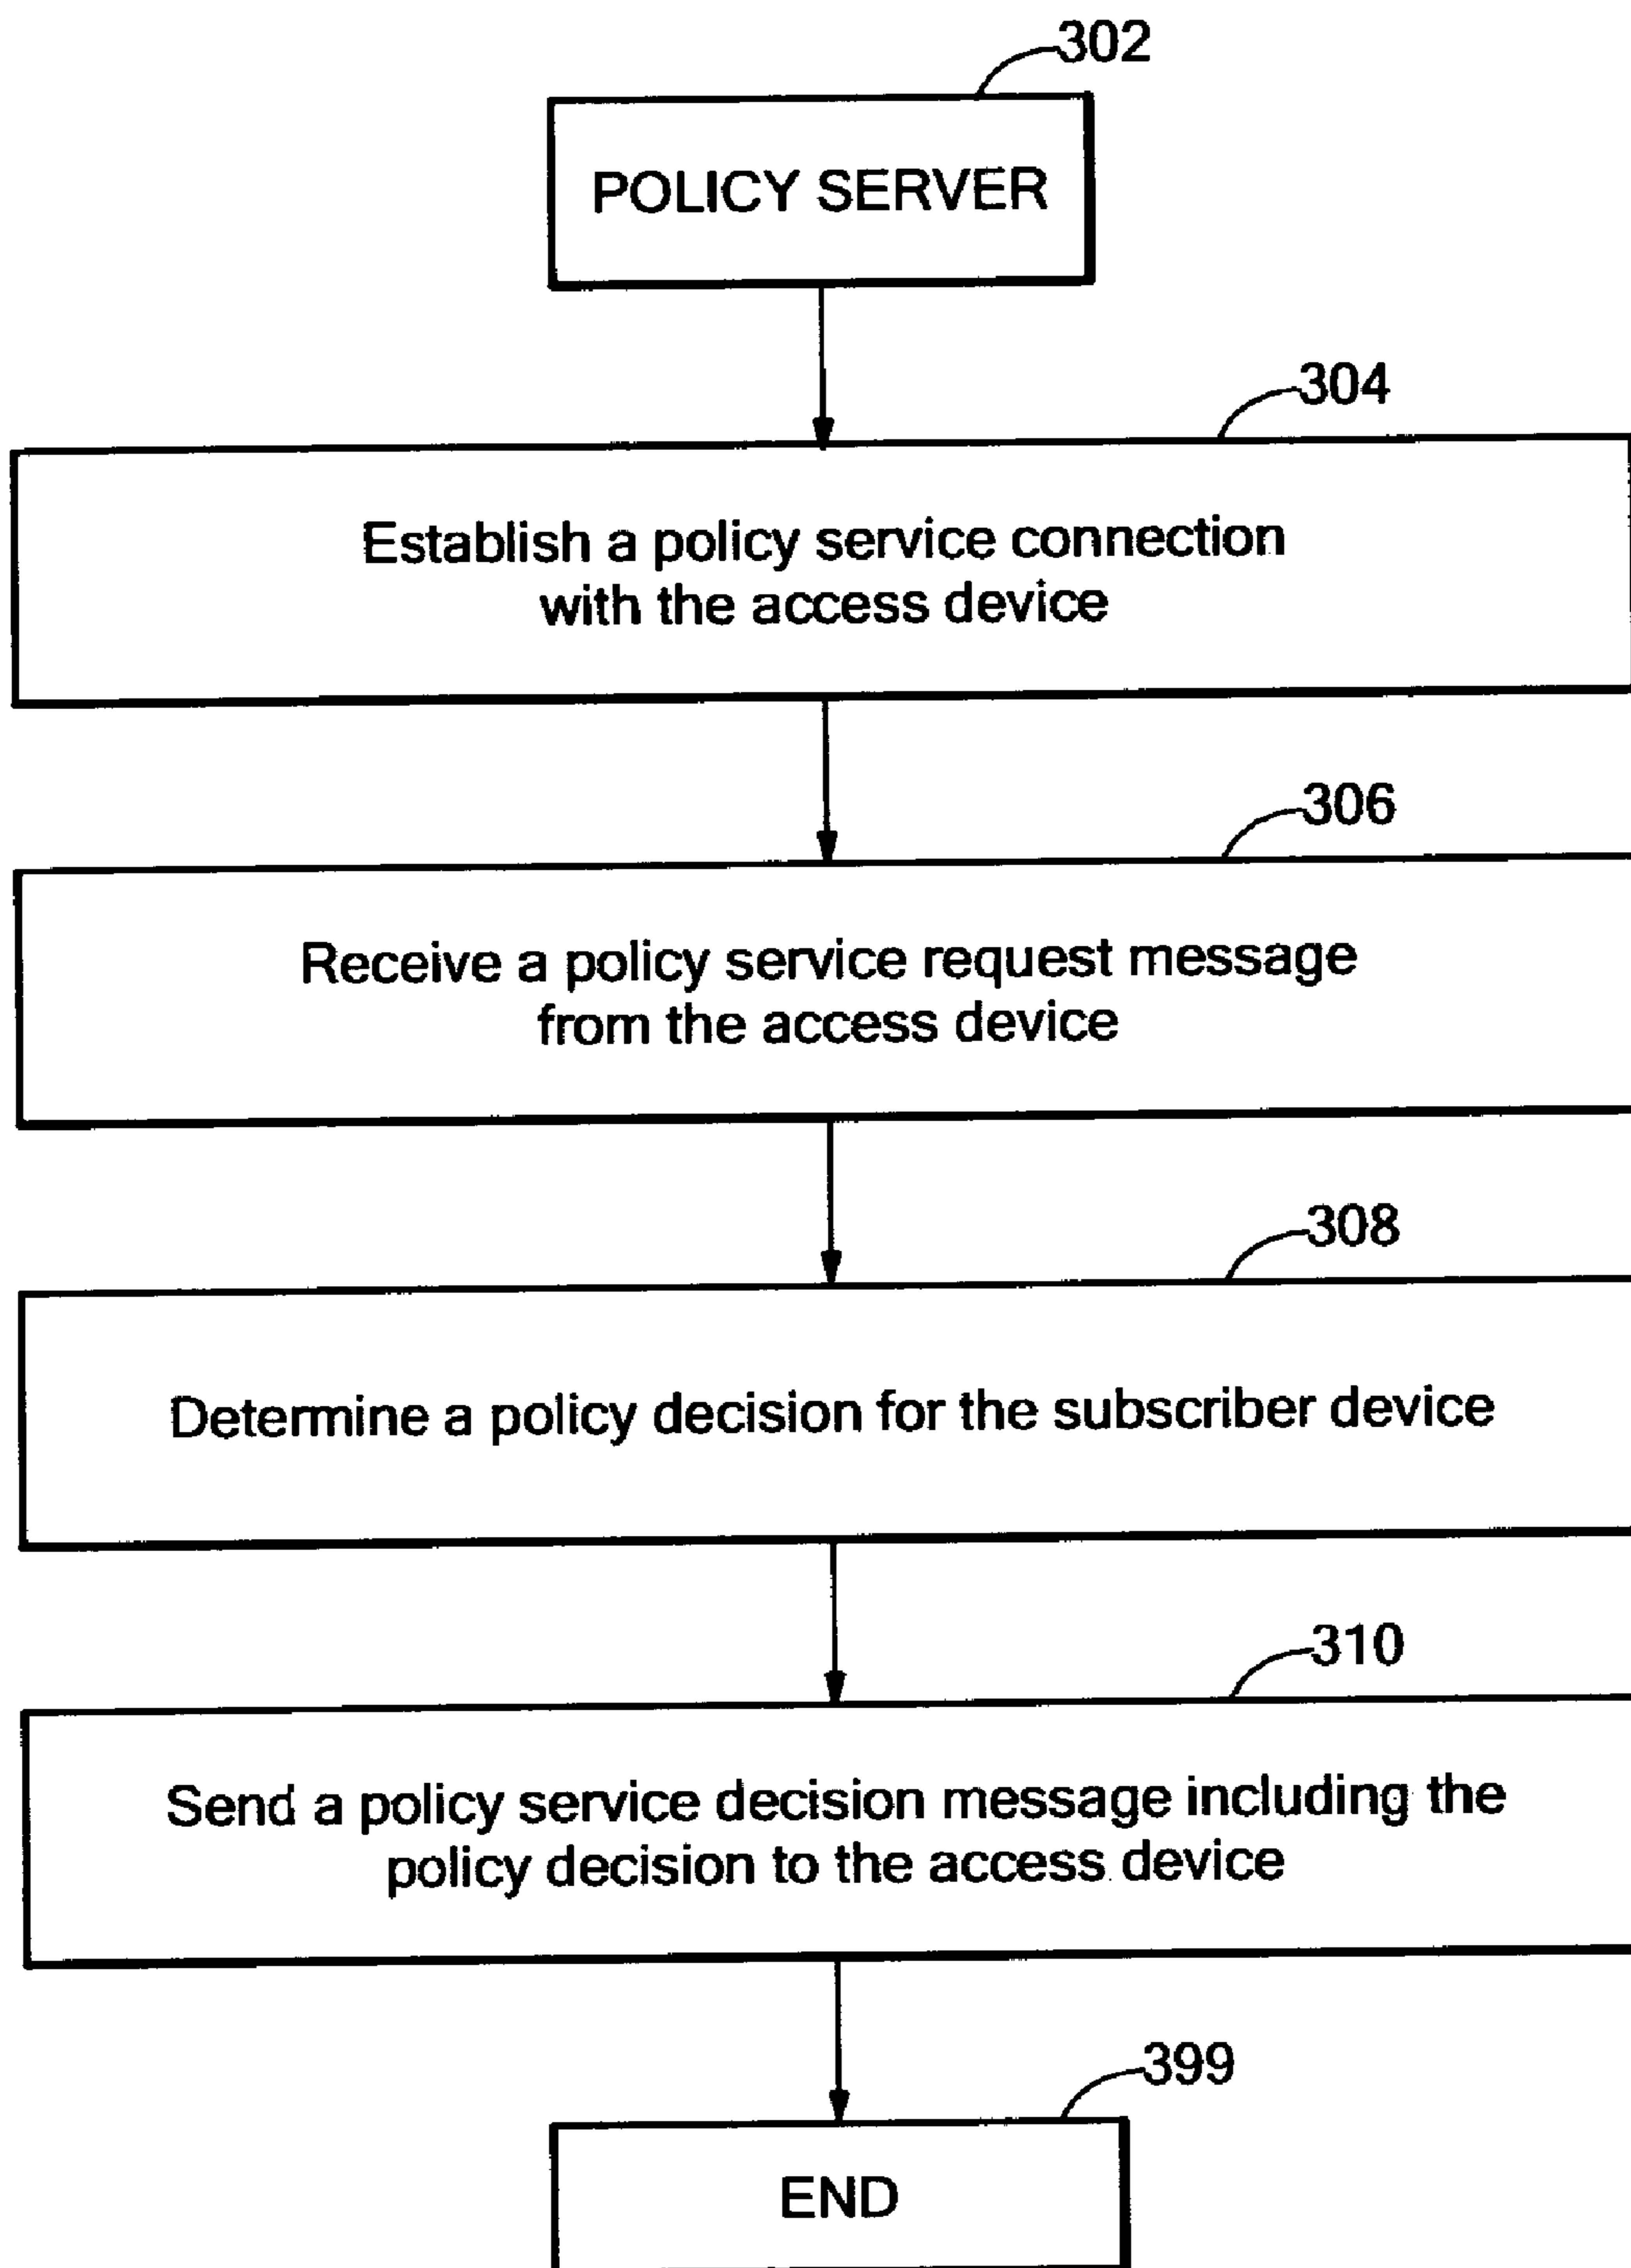 302
POLICY SERVER
304
Establish a policy service connection
with the access device
306
Receive a policy service request message
from the access device
308
Determine a policy decision for the subscriber device
310
Send a policy service decision message including the
policy decision to the access device
399
END